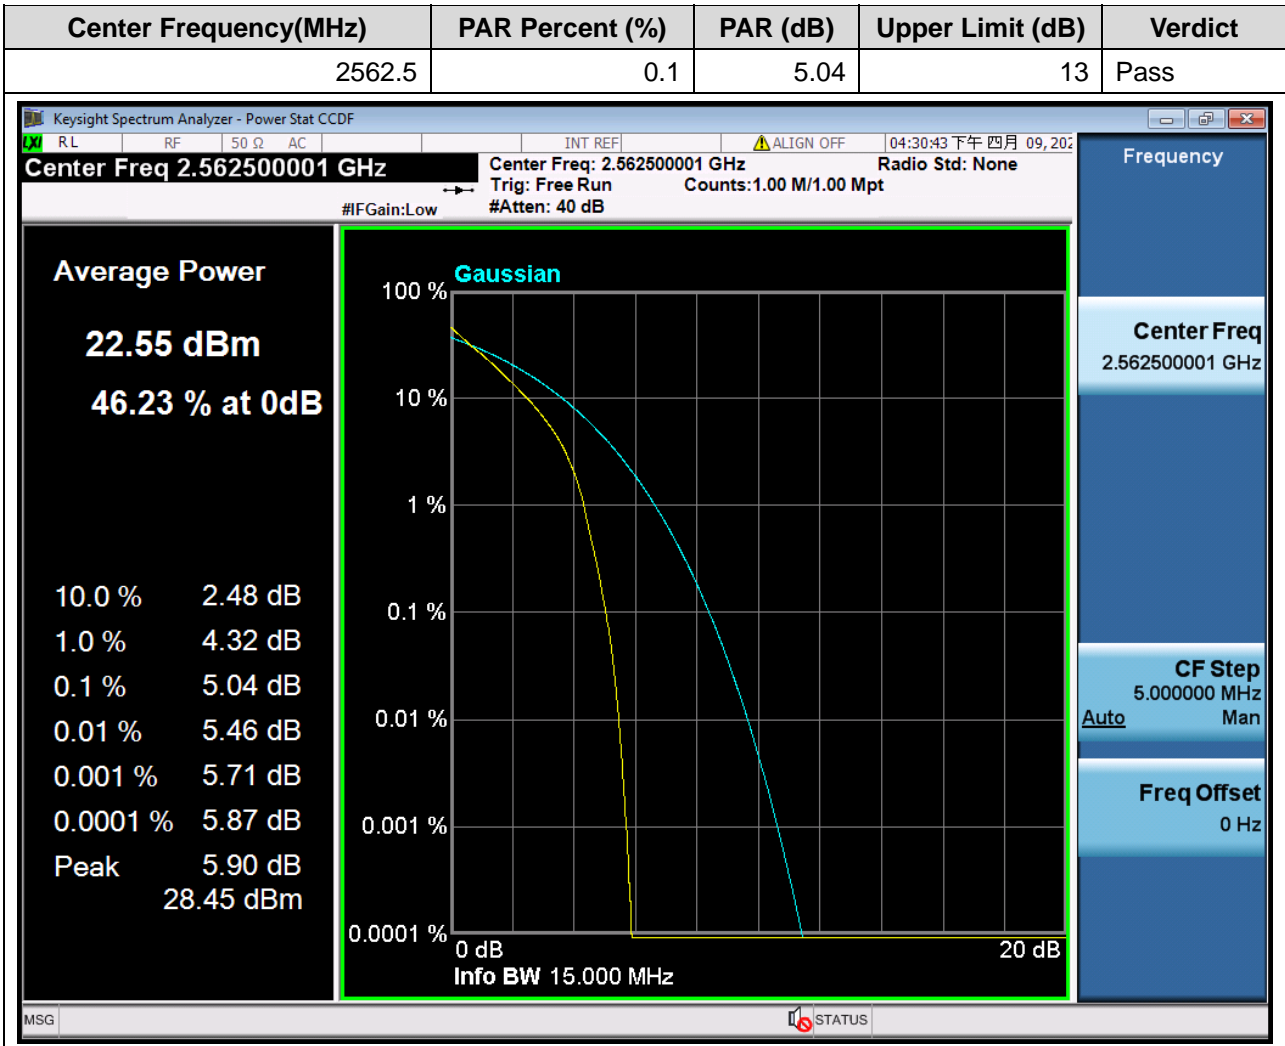 Center Frequency(MHz) PAR Percent (%) PAR (dB) Upper Limit (dB) Verdict
2562.5 0.1 5.04 13 Pass
Keysight Spectrum Analyzer - Power Stat CCDF
LXI RL RF 50 Ω AC INT REF ALIGN OFF 04:30:43 下午 四月 09, 202
Center Freq 2.562500001 GHz
#IFGain:Low
Center Freq: 2.562500001 GHz Radio Std: None
Trig: Free Run Counts:1.00 M/1.00 Mpt
#Atten: 40 dB
Average Power
22.55 dBm
46.23 % at 0dB
10.0 % 2.48 dB
1.0 % 4.32 dB
0.1 % 5.04 dB
0.01 % 5.46 dB
0.001 % 5.71 dB
0.0001 % 5.87 dB
Peak 5.90 dB
28.45 dBm
Gaussian
100 %
10 %
1 %
0.1 %
0.01 %
0.001 %
0.0001 %
0 dB 20 dB
Info BW 15.000 MHz
Frequency
Center Freq
2.562500001 GHz
CF Step
5.000000 MHz
Auto Man
Freq Offset
0 Hz
MSG STATUS